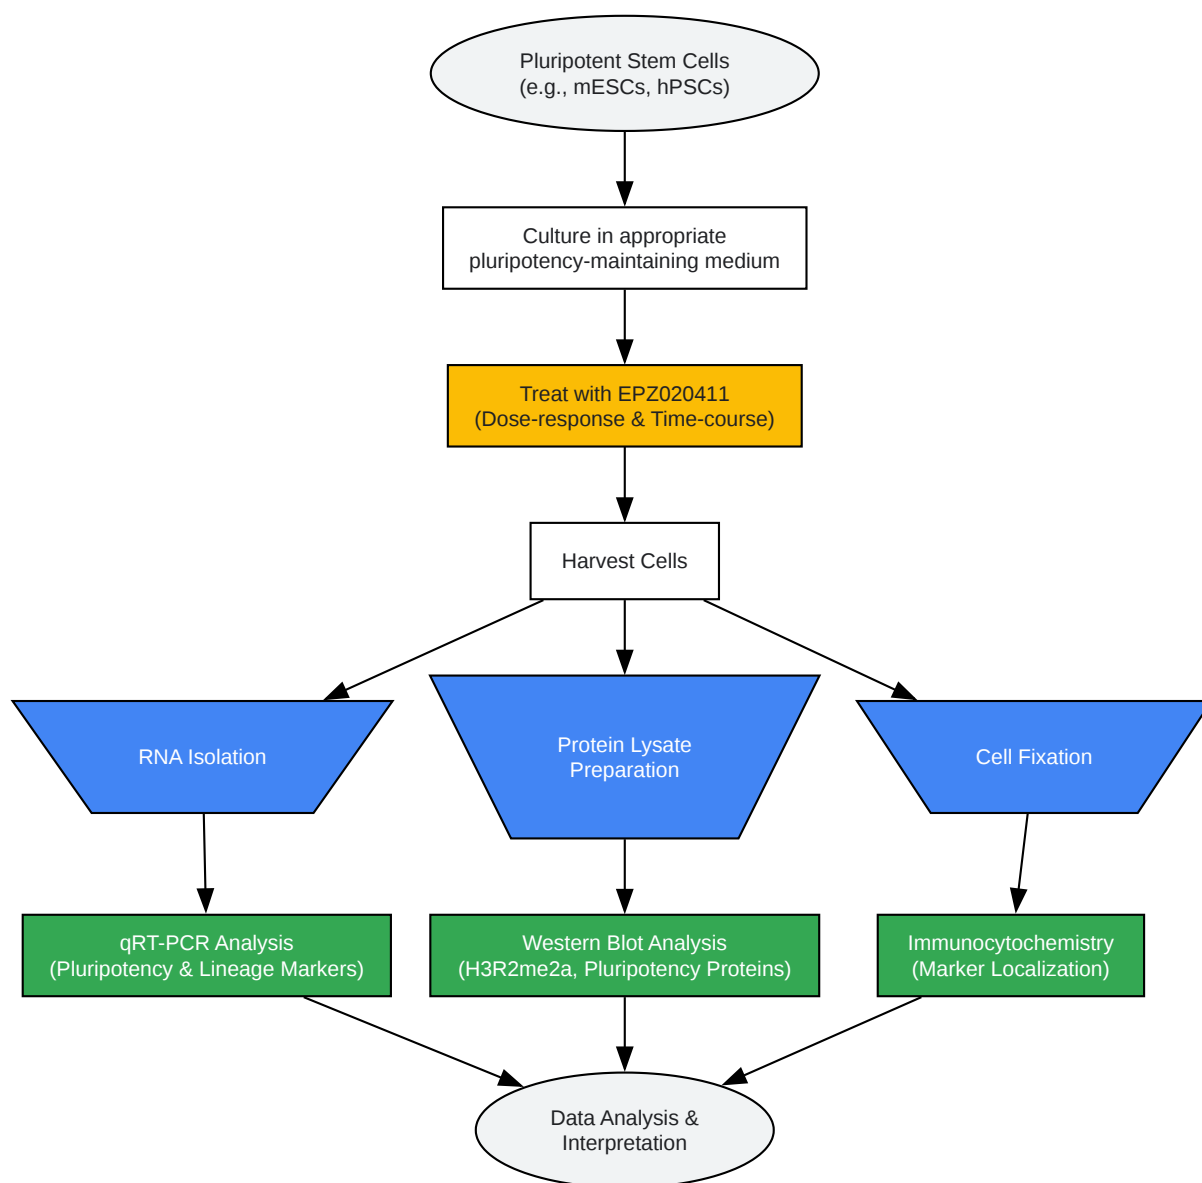 Pluripotent Stem Cells
(e.g., mESCs, hPSCs)
Culture in appropriate
pluripotency-maintaining medium
Treat with EPZ020411
(Dose-response & Time-course)
Harvest Cells
RNA Isolation
Protein Lysate
Preparation
Cell Fixation
qRT-PCR Analysis
(Pluripotency & Lineage Markers)
Western Blot Analysis
(H3R2me2a, Pluripotency Proteins)
Immunocytochemistry
(Marker Localization)
Data Analysis &
Interpretation